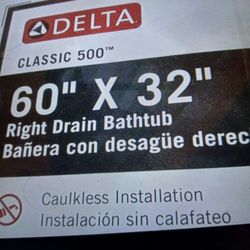 DELTA
CLASSIC 500™
60" X 32"
Right Drain Bathtub
Bañera con desagüe derec
Caulkless Installation
Instalación sin calafateo